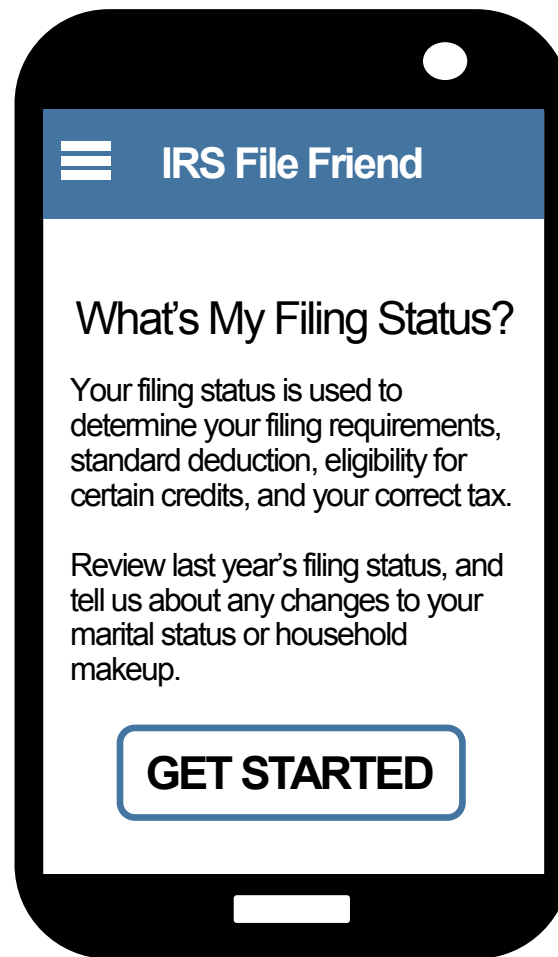 IRS File Friend
What’s My Filing Status?
Your filing status is used to
determine your filing requirements,
standard deduction, eligibility for
certain credits, and your correct tax.
Review last year’s filing status, and
tell us about any changes to your
marital status or household
makeup.
GET STARTED